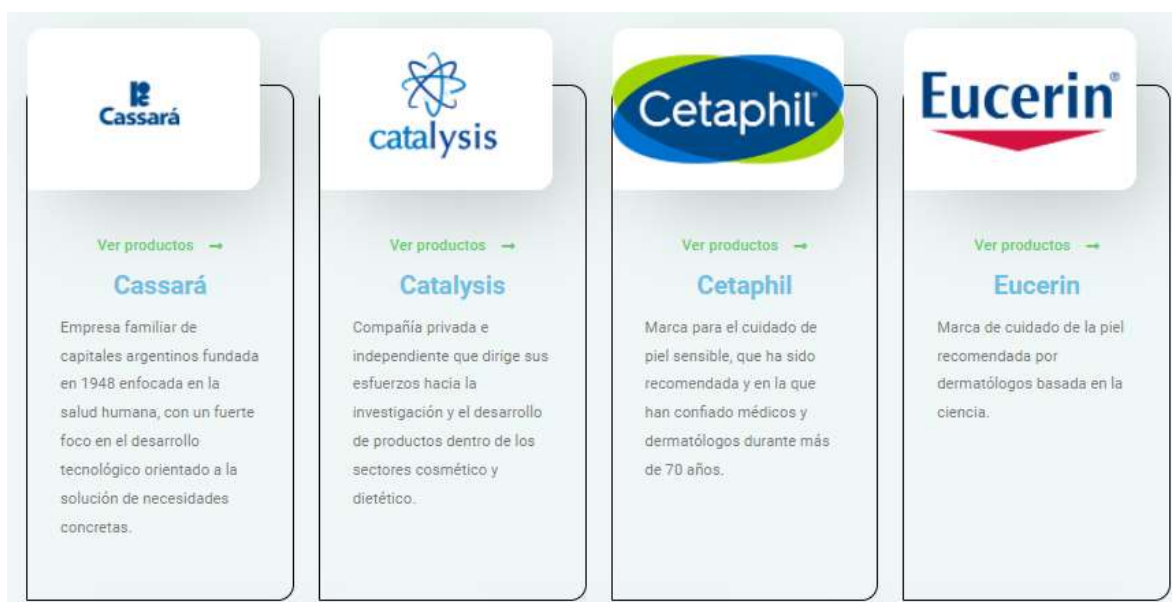 Cassará
catalysis
Cetaphil
Eucerin®
Ver productos →
Cassará
Empresa familiar de
capitales argentinos fundada
en 1948 enfocada en la
salud humana, con un fuerte
foco en el desarrollo
tecnológico orientado a la
solución de necesidades
concretas.
Ver productos →
Catalysis
Compañía privada e
independiente que dirige sus
esfuerzos hacia la
investigación y el desarrollo
de productos dentro de los
sectores cosmético y
dietético.
Ver productos →
Cetaphil
Marca para el cuidado de
piel sensible, que ha sido
recomendada y en la que
han confiado médicos y
dermatólogos durante más
de 70 años.
Ver productos →
Eucerin
Marca de cuidado de la piel
recomendada por
dermatólogos basada en la
ciencia.